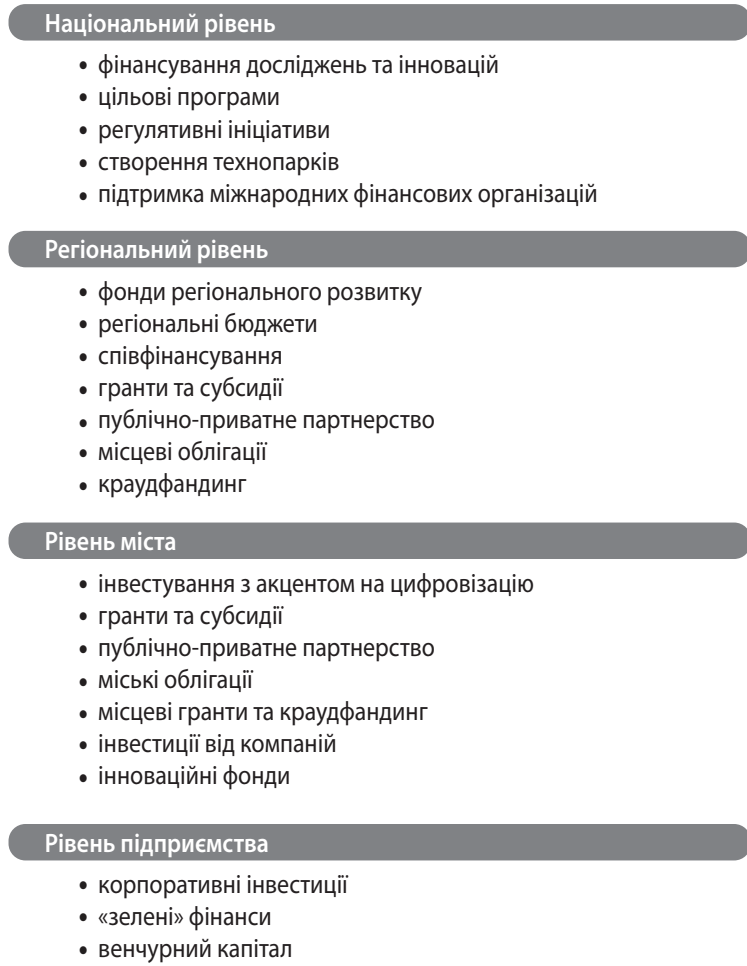 Національний рівень
• фінансування досліджень та інновацій
• цільові програми
• регулятивні ініціативи
• створення технопарків
• підтримка міжнародних фінансових організацій
Регіональний рівень
• фонди регіонального розвитку
• регіональні бюджети
• співфінансування
• гранти та субсидії
• публічно-приватне партнерство
• місцеві облігації
• краудфандинг
Рівень міста
• інвестування з акцентом на цифровізацію
• гранти та субсидії
• публічно-приватне партнерство
• міські облігації
• місцеві гранти та краудфандинг
• інвестиції від компаній
• інноваційні фонди
Рівень підприємства
• корпоративні інвестиції
• «зелені» фінанси
• венчурний капітал